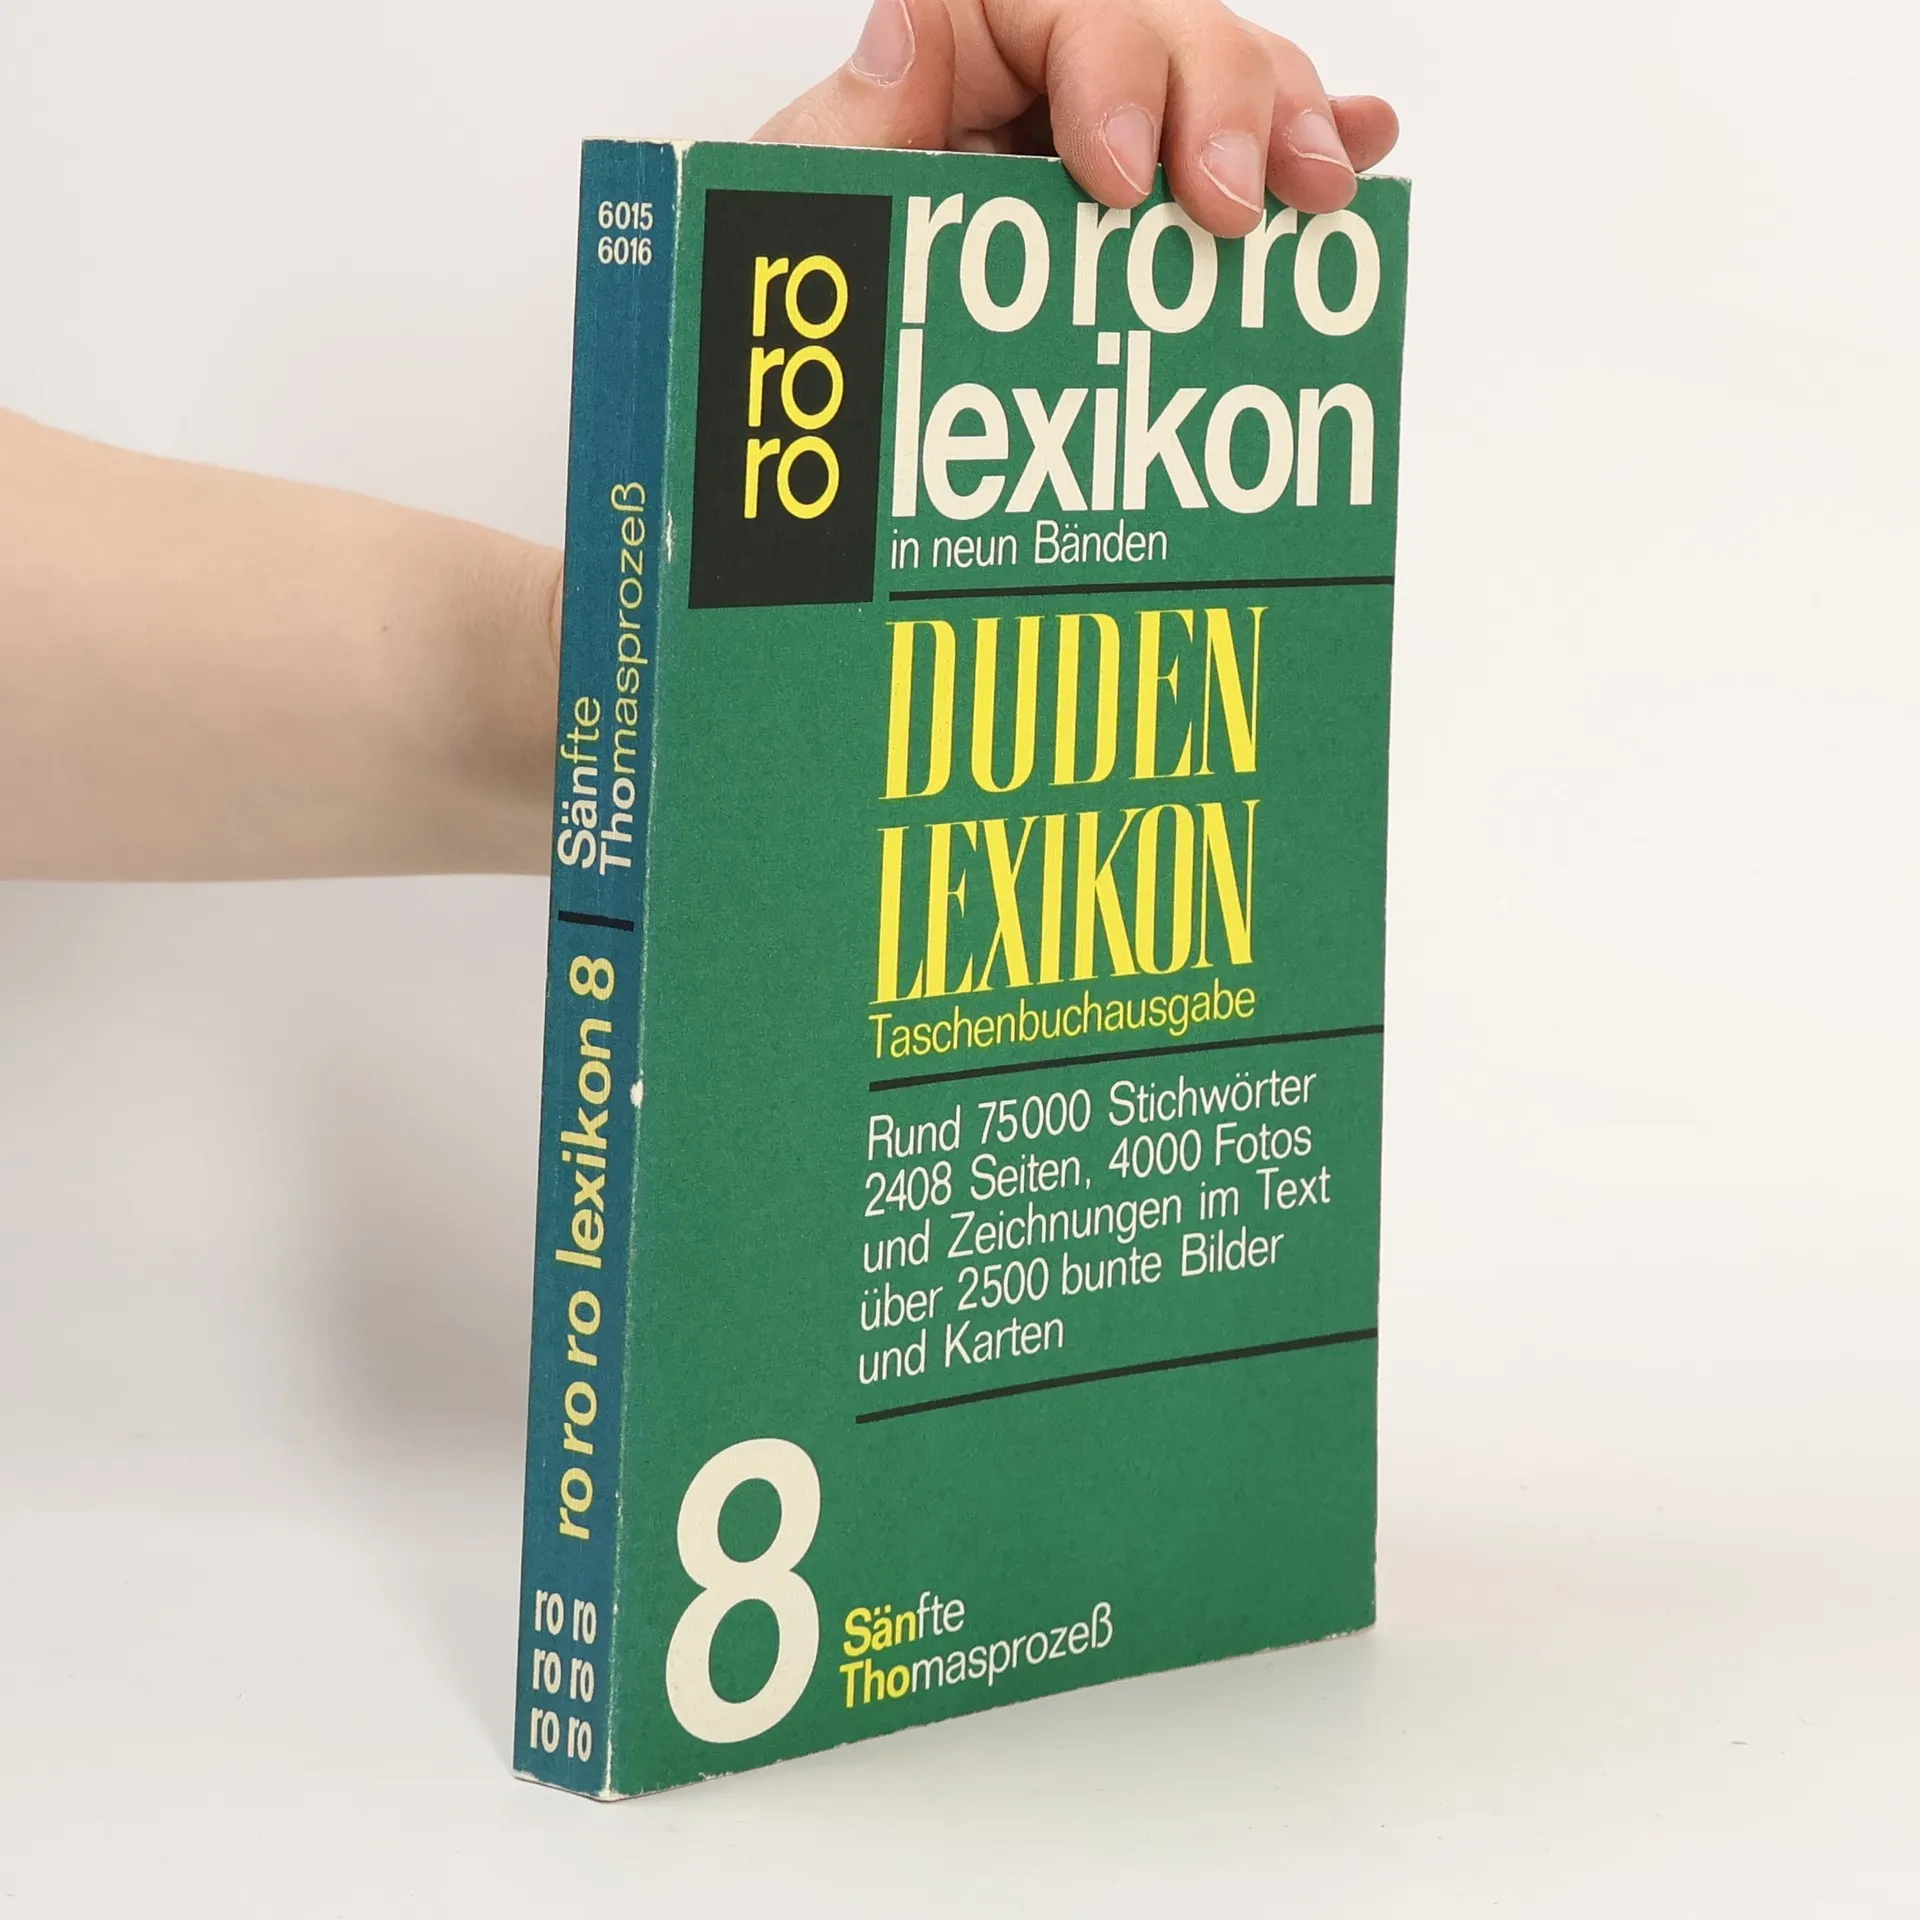 6015
6016
Sänfte
Thomasprozeß
ro ro ro lexikon 8
ro ro
ro ro
ro ro
ro
ro
ro
ro ro ro
lexikon
in neun Bänden
DUDEN
LEXIKON
Taschenbuchausgabe
Rund 75000 Stichwörter
2408 Seiten, 4000 Fotos
und Zeichnungen im Text
über 2500 bunte Bilder
und Karten
8
Sänfte
Thomasprozeß